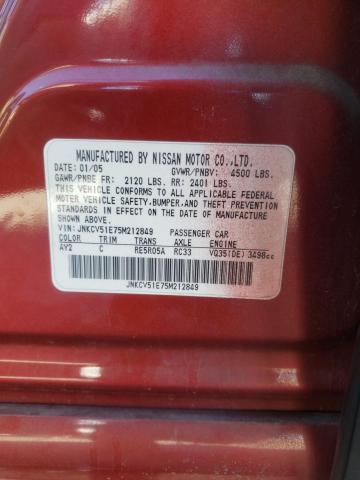 MANUFACTURED BY NISSAN MOTOR CO.,LTD.
DATE: 01/05 GVWR/PNBV: 4500 LBS.
GAWR/PNBE FR: 2120 LBS. RR: 2401 LBS.
THIS VEHICLE CONFORMS TO ALL APPLICABLE FEDERAL
MOTOR VEHICLE SAFETY,BUMPER,AND THEFT PREVENTION
STANDARDS IN EFFECT ON THE DATE OF MANUFACTURE
SHOWN ABOVE.
VIN: JNKCV51E75M212849 PASSENGER CAR
COLOR TRIM TRANS AXLE ENGINE
AY2 C RE5R05A RC33 VQ35(DE) 3498cc
JNKCV51E75M212849